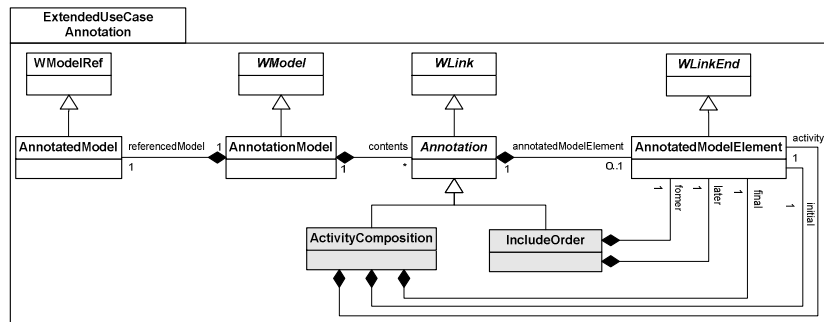 ExtendedUseCase
Annotation
WModelRef
WModel
WLink
WLinkEnd
AnnotatedModel
referencedModel
1
1
AnnotationModel
contents
1
*
Annotation
annotatedModelElement
1
0..1
AnnotatedModelElement
activity
1
1
fomer
1
later
1
final
1
initial
ActivityComposition
IncludeOrder